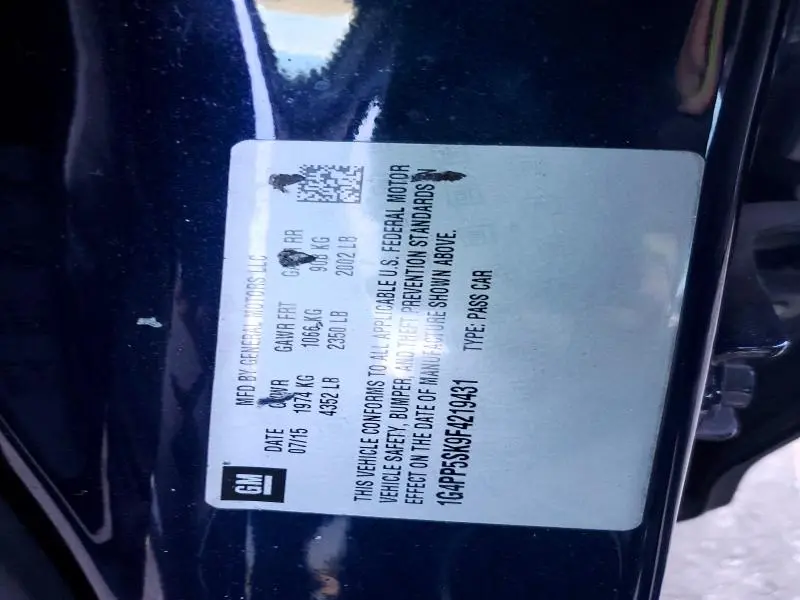 GM
MFD BY GENERAL MOTORS LLC
DATE GVWR GAWR FRT GAWR RR
07/15 1974 KG 1066 KG 908 KG
4352 LB 2350 LB 2002 LB
THIS VEHICLE CONFORMS TO ALL APPLICABLE U.S. FEDERAL MOTOR
VEHICLE SAFETY, BUMPER, AND THEFT PREVENTION STANDARDS IN
EFFECT ON THE DATE OF MANUFACTURE SHOWN ABOVE.
1G4PP5SK9F4219431 TYPE: PASS CAR